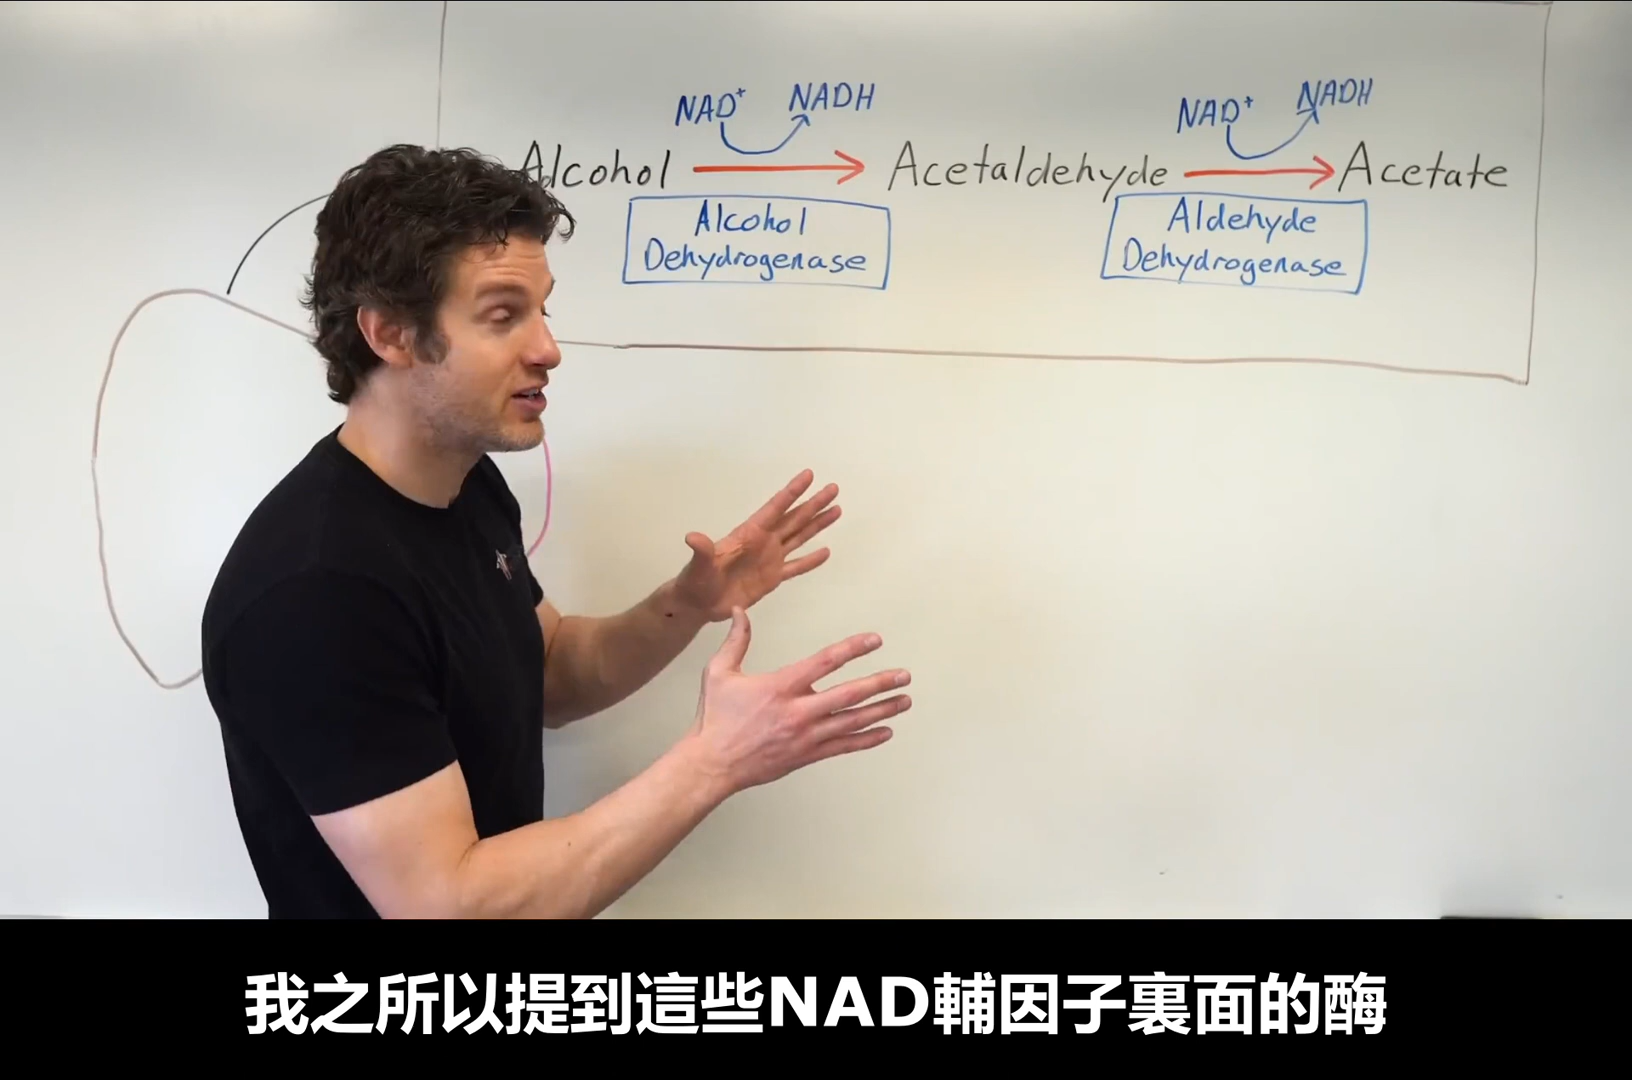 NAD⁺ NADH NAD⁺ NADH
Alcohol → Acetaldehyde → Acetate
Alcohol Aldehyde
Dehydrogenase Dehydrogenase
我之所以提到這些NAD輔因子裏面的酶